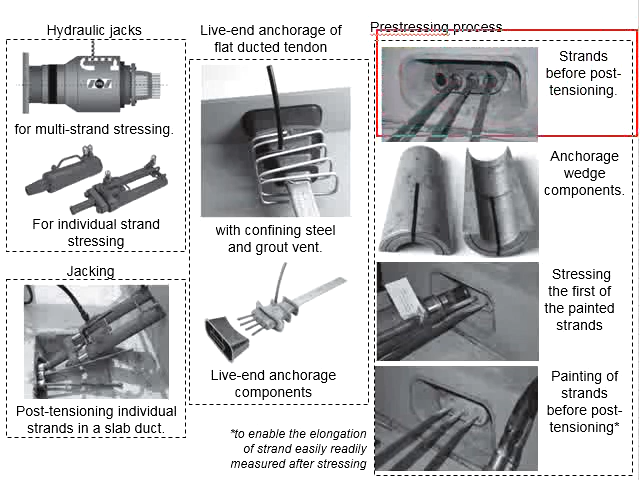 Hydraulic jacks
for multi-strand stressing.
For individual strand
stressing
Jacking
Post-tensioning individual
strands in a slab duct.
Live-end anchorage of
flat ducted tendon
with confining steel
and grout vent.
Live-end anchorage
components
*to enable the elongation
of strand easily readily
measured after stressing
Prestressing process
Strands
before post-
tensioning.
Anchorage
wedge
components.
Stressing
the first of
the painted
strands
Painting of
strands
before post-
tensioning*